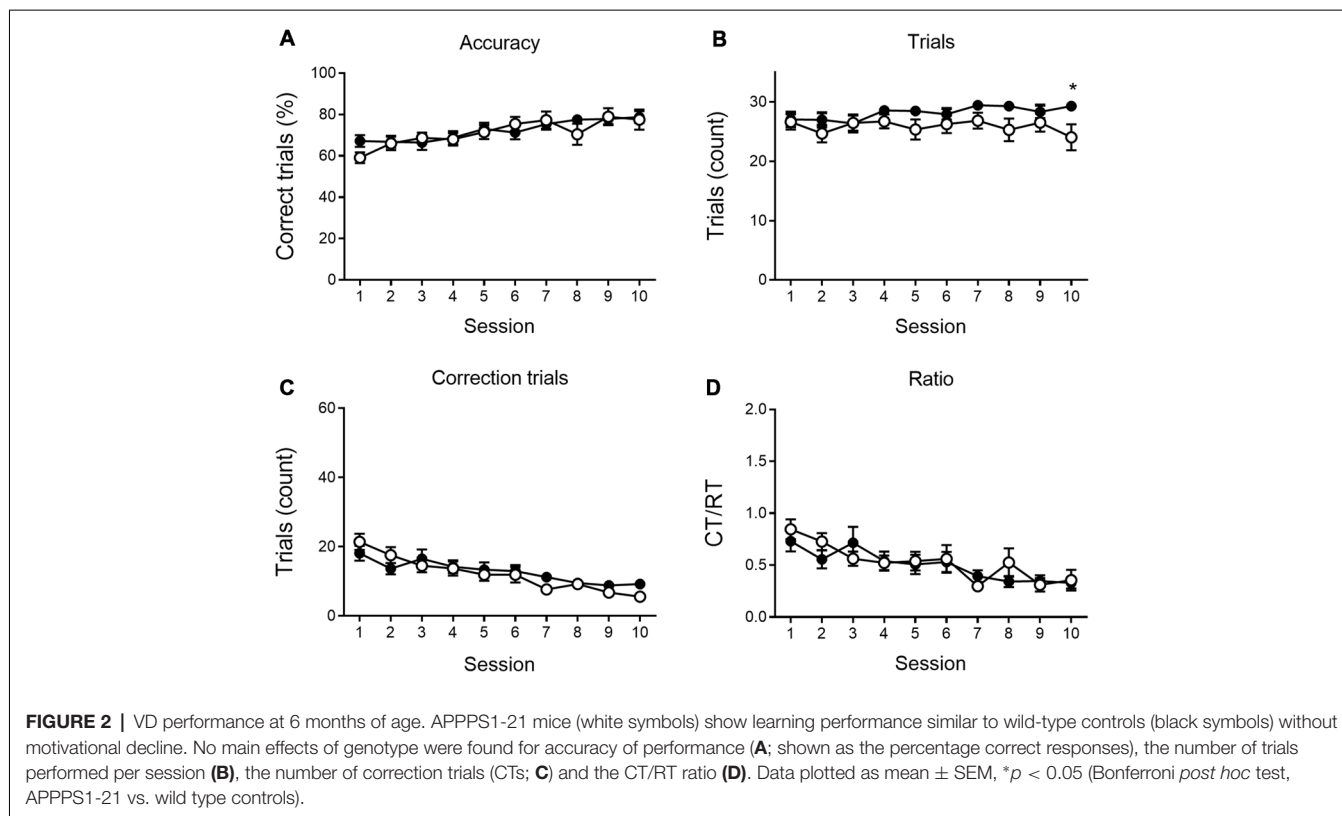 A
Accuracy
Correct trials (%)
100
80
60
40
20
0
1 2 3 4 5 6 7 8 9 10
Session
B
Trials
*
Trials (count)
30
20
10
0
1 2 3 4 5 6 7 8 9 10
Session
C
Correction trials
Trials (count)
60
40
20
0
1 2 3 4 5 6 7 8 9 10
Session
D
Ratio
CT/RT
2.0
1.5
1.0
0.5
0.0
1 2 3 4 5 6 7 8 9 10
Session
FIGURE 2 | VD performance at 6 months of age. APPPS1-21 mice (white symbols) show learning performance similar to wild-type controls (black symbols) without
motivational decline. No main effects of genotype were found for accuracy of performance (A; shown as the percentage correct responses), the number of trials
performed per session (B), the number of correction trials (CTs; C) and the CT/RT ratio (D). Data plotted as mean ± SEM, *p < 0.05 (Bonferroni post hoc test,
APPPS1-21 vs. wild type controls).